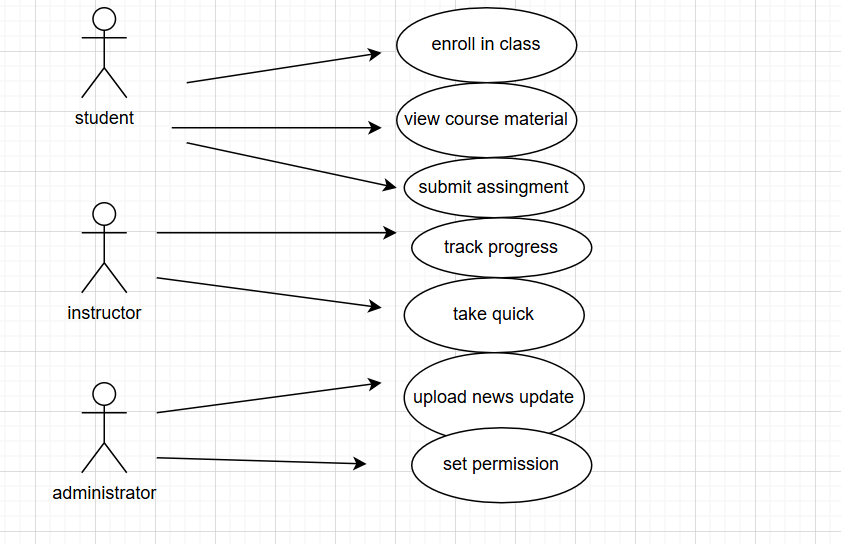 enroll in class
student
view course material
submit assingment
track progress
instructor
take quick
upload news update
set permission
administrator